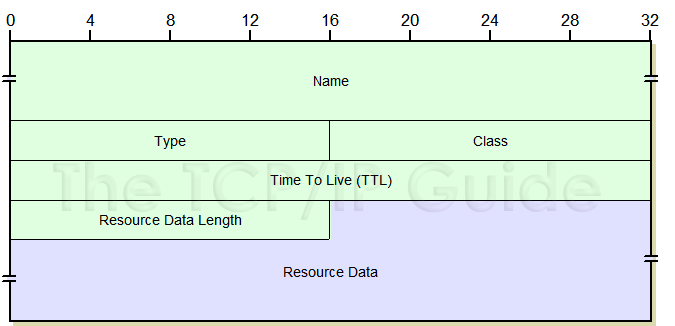 0 4 8 12 16 20 24 28 32
Name
Type Class
The TCP/IP Guide
Time To Live (TTL)
Resource Data Length
Resource Data